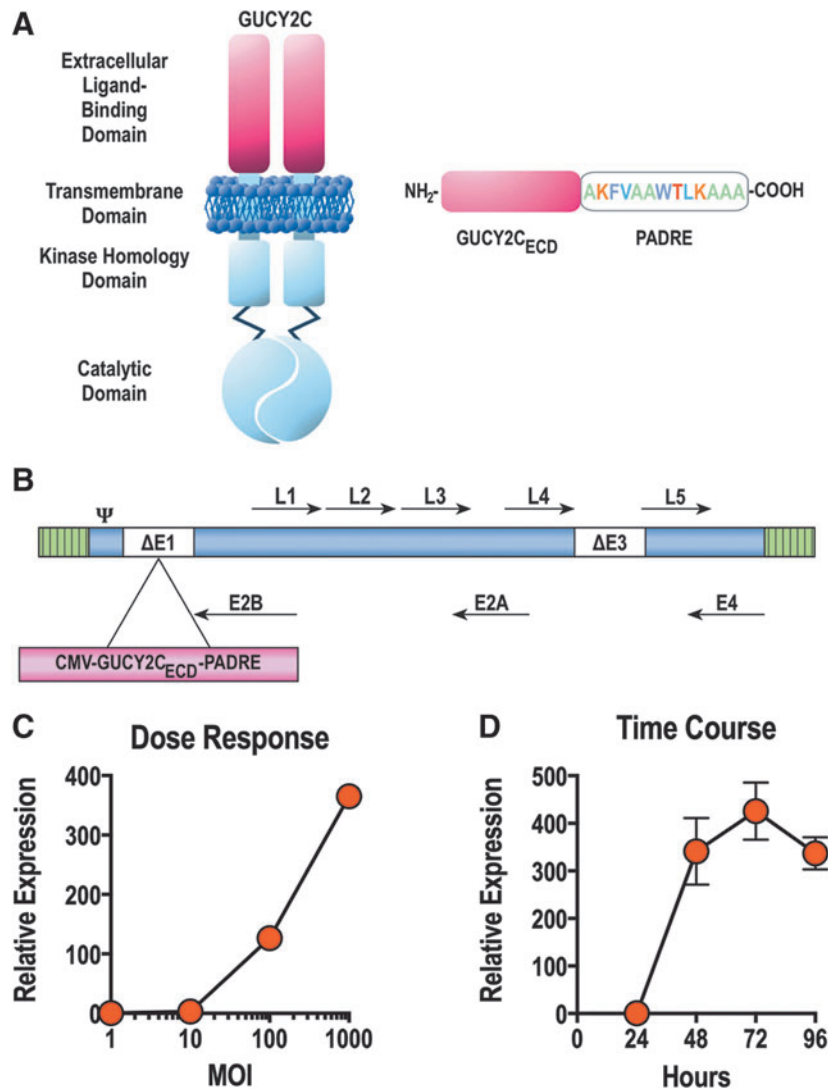 A
GUCY2C
Extracellular
Ligand-
Binding
Domain
Transmembrane
Domain
Kinase Homology
Domain
Catalytic
Domain
NH2- AKFVAAWTLKAAA -COOH
GUCY2CECD PADRE
B
Ψ L1 L2 L3 L4 L5
ΔE1 ΔE3
E2B E2A E4
CMV-GUCY2CECD-PADRE
C
Dose Response
Relative Expression
400
300
200
100
0
1 10 100 1000
MOI
D
Time Course
Relative Expression
500
400
300
200
100
0
0 24 48 72 96
Hours